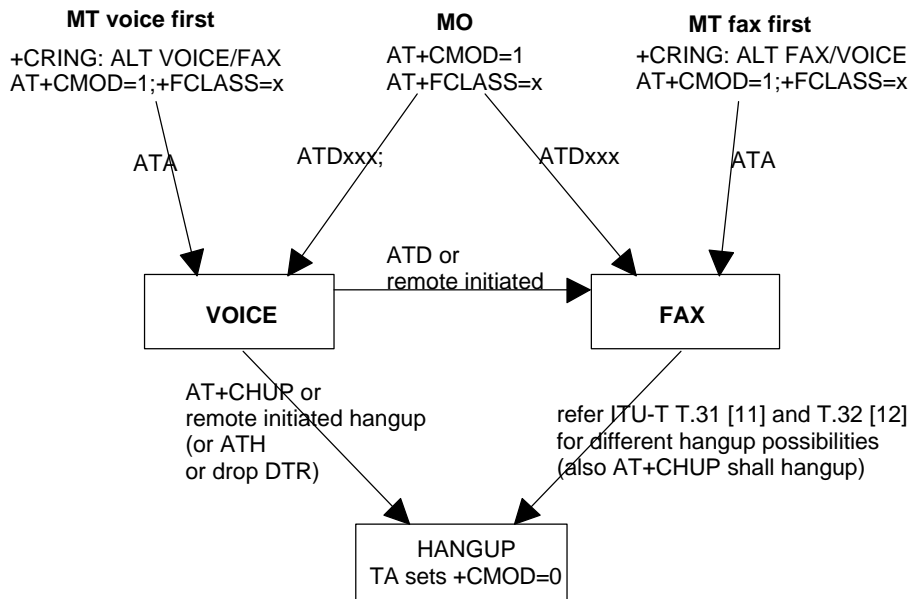 MT voice first
+CRING: ALT VOICE/FAX
AT+CMOD=1;+FCLASS=x
MO
AT+CMOD=1
AT+FCLASS=x
MT fax first
+CRING: ALT FAX/VOICE
AT+CMOD=1;+FCLASS=x
ATA
ATDxxx;
ATDxxx
ATA
ATD or
remote initiated
VOICE
FAX
AT+CHUP or
remote initiated hangup
(or ATH
or drop DTR)
refer ITU-T T.31 [11] and T.32 [12]
for different hangup possibilities
(also AT+CHUP shall hangup)
HANGUP
TA sets +CMOD=0